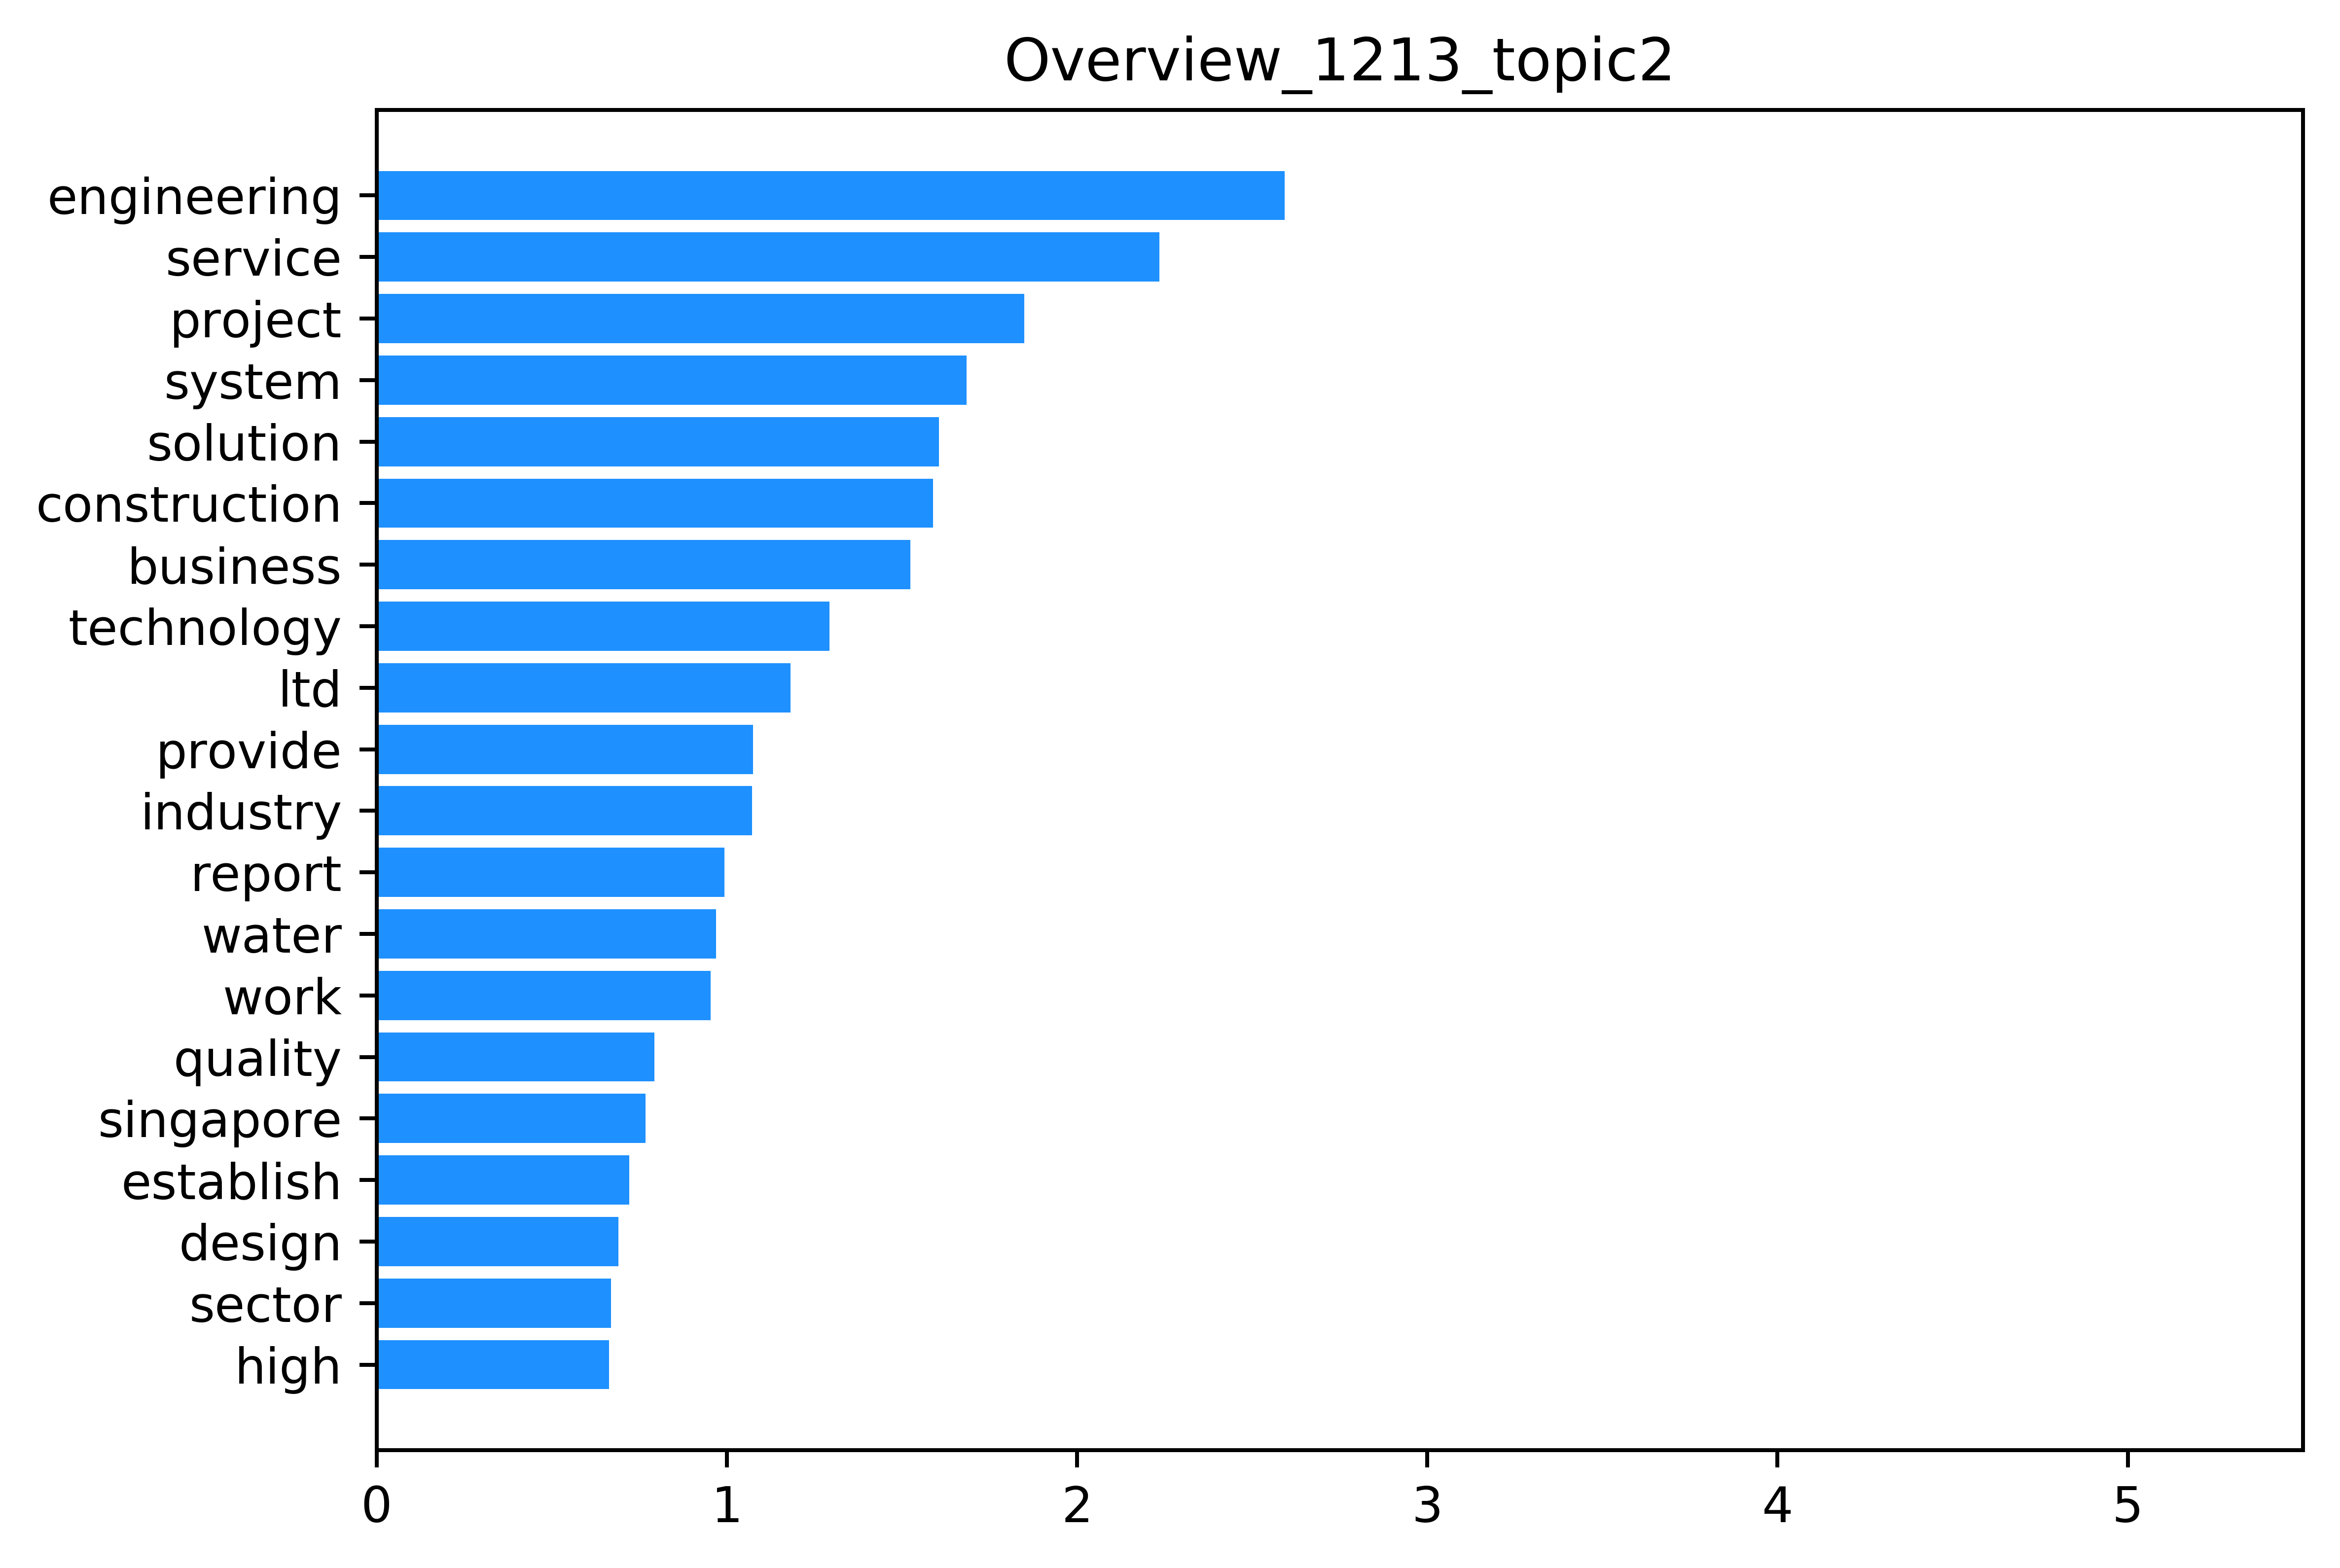 Overview_1213_topic2
engineering
service
project
system
solution
construction
business
technology
ltd
provide
industry
report
water
work
quality
singapore
establish
design
sector
high
0 1 2 3 4 5